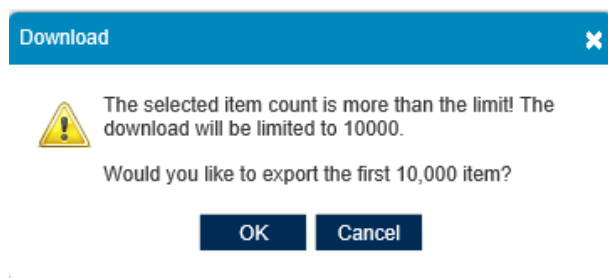 Download
The selected item count is more than the limit! The
download will be limited to 10000.
Would you like to export the first 10,000 item?
OK Cancel